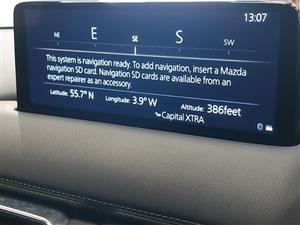 13:07
NE E SE S SW
This system is navigation ready. To add navigation, insert a Mazda
navigation SD card. Navigation SD cards are available from an
expert repairer as an accessory.
Latitude: 55.7° N Longitude: 3.9° W Altitude: 386feet
Capital XTRA